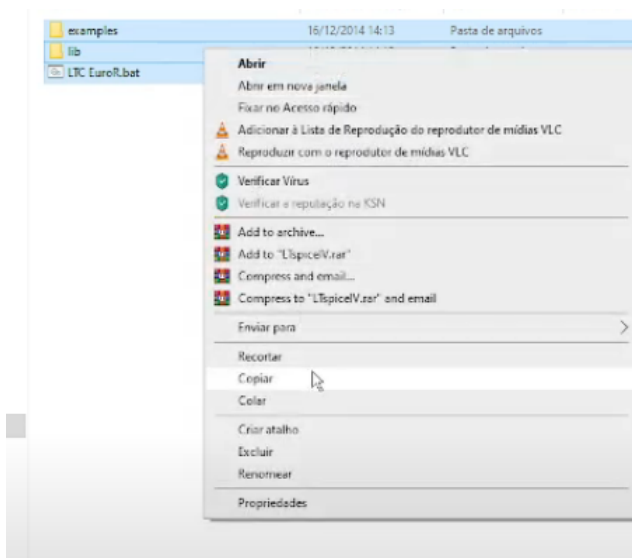 examples 16/12/2014 14:13 Pasta de arquivos
lib
LTC EuroR.bat
Abrir
Abrir em nova janela
Fixar no Acesso rápido
Adicionar à Lista de Reprodução do reprodutor de mídias VLC
Reproduzir com o reprodutor de mídias VLC
Verificar Vírus
Verificar a reputação na KSN
Add to archive...
Add to "LTspiceIV.rar"
Compress and email...
Compress to "LTspiceIV.rar" and email
Enviar para
Recortar
Copiar
Colar
Criar atalho
Excluir
Renomear
Propriedades